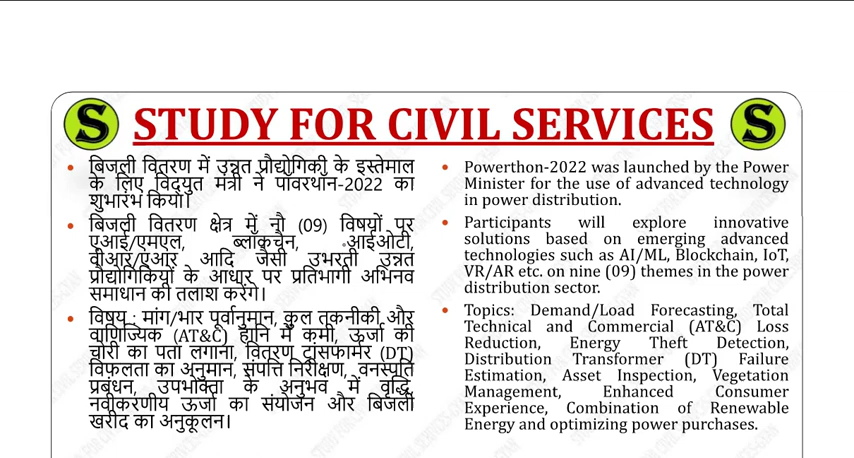 S STUDY FOR CIVIL SERVICES S
बिजली वितरण में उन्नत प्रौद्योगिकी के इस्तेमाल
के लिए विद्युत मंत्री ने पॉवरथॉन-2022 का
शुभारंभ किया।
बिजली वितरण क्षेत्र में नौ (09) विषयों पर
एआई/एमएल, ब्लॉकचैन, आईओटी,
वीआर/एआर आदि जैसी उभरती उन्नत
प्रौद्योगिकियों के आधार पर प्रतिभागी अभिनव
समाधान की तलाश करेंगे।
विषय : मांग/भार पूर्वानुमान, कुल तकनीकी और
वाणिज्यिक (AT&C) हानि में कमी, ऊर्जा की
चोरी का पता लगाना, वितरण ट्रांसफार्मर (DT)
विफलता का अनुमान, संपत्ति निरीक्षण, वनस्पति
प्रबंधन, उपभोक्ता के अनुभव में वृद्धि,
नवीकरणीय ऊर्जा का संयोजन और बिजली
खरीद का अनुकूलन।
Powerthon-2022 was launched by the Power
Minister for the use of advanced technology
in power distribution.
Participants will explore innovative
solutions based on emerging advanced
technologies such as AI/ML, Blockchain, IoT,
VR/AR etc. on nine (09) themes in the power
distribution sector.
Topics: Demand/Load Forecasting, Total
Technical and Commercial (AT&C) Loss
Reduction, Energy Theft Detection,
Distribution Transformer (DT) Failure
Estimation, Asset Inspection, Vegetation
Management, Enhanced Consumer
Experience, Combination of Renewable
Energy and optimizing power purchases.